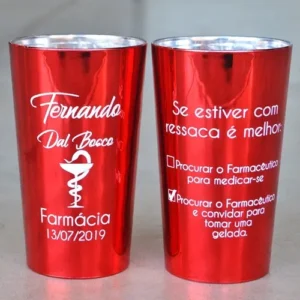 Fernando
Dal Bosco
Farmácia
13/07/2019
Se estiver com
ressaca é melhor:
Procurar o Farmacêutico
para medicar-se
Procurar o Farmacêutico
e convidar para
tomar uma
gelada.